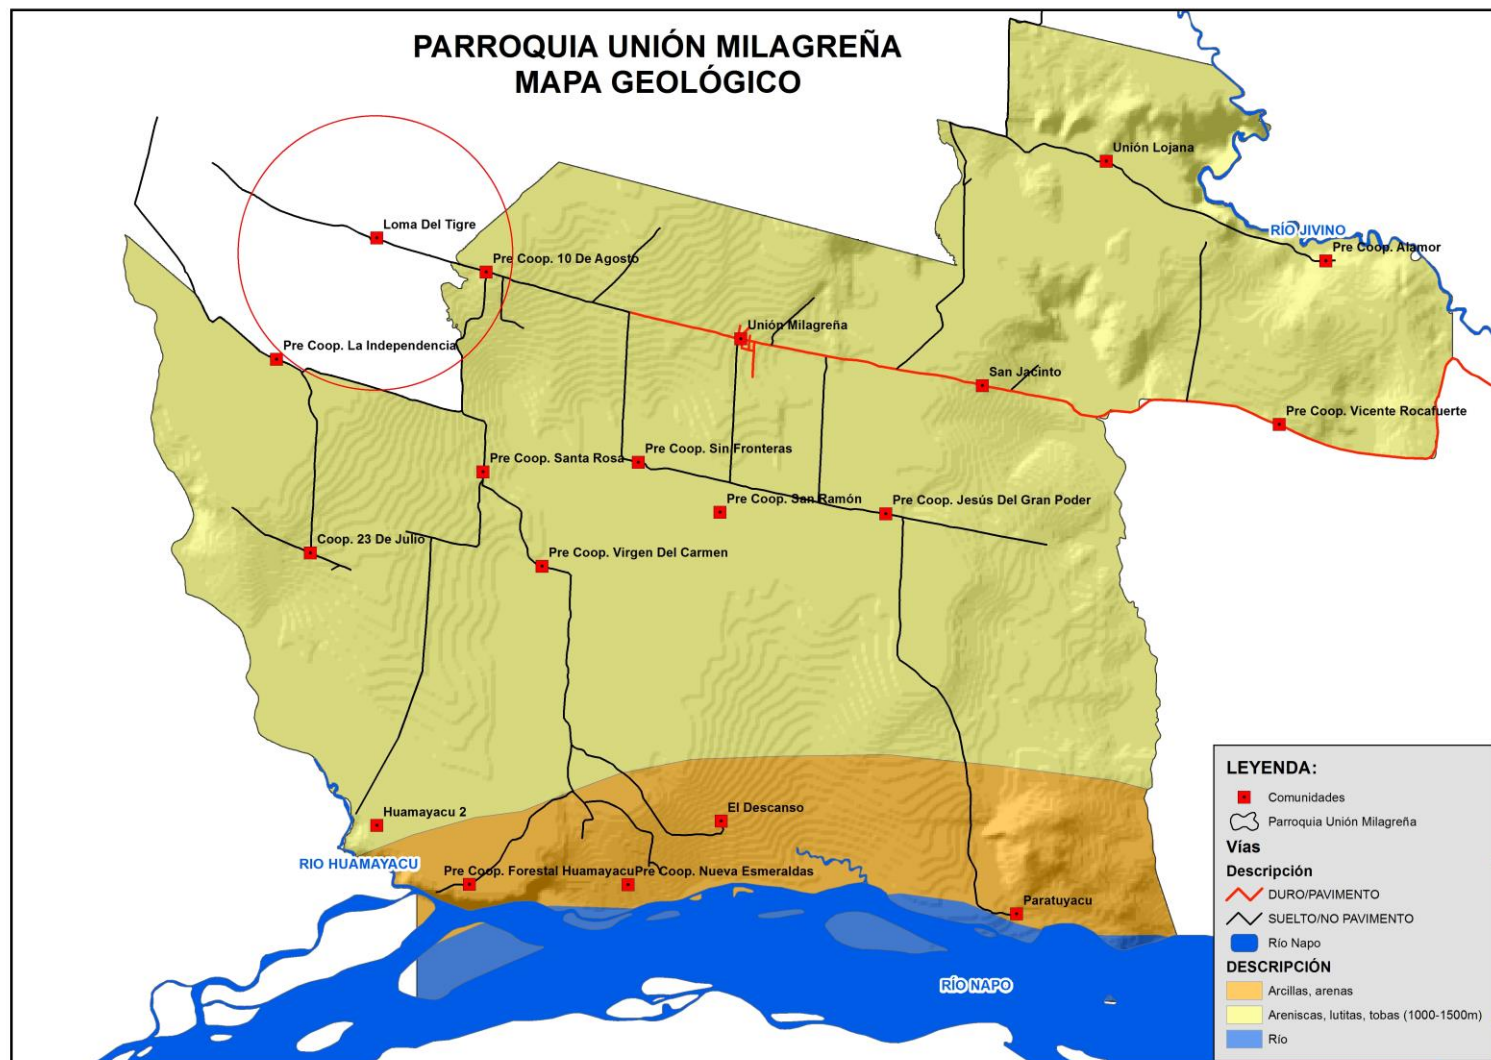 PARROQUIA UNIÓN MILAGREÑA
MAPA GEOLÓGICO
Unión Lojana
Loma Del Tigre
RÍO JIVINO
Pre Coop. Alamor
Pre Coop. 10 De Agosto
Unión Milagreña
Pre Coop. La Independencia
San Jacinto
Pre Coop. Vicente Rocafuerte
Pre Coop. Sin Fronteras
Pre Coop. Santa Rosa
Pre Coop. San Ramón
Pre Coop. Jesús Del Gran Poder
Coop. 23 De Julio
Pre Coop. Virgen Del Carmen
Huamayacu 2
El Descanso
RIO HUAMAYACU
Pre Coop. Forestal Huamayacu
Pre Coop. Nueva Esmeraldas
Paratuyacu
RÍO NAPO
LEYENDA:
Comunidades
Parroquia Unión Milagreña
Vías
Descripción
DURO/PAVIMENTO
SUELTO/NO PAVIMENTO
Río Napo
DESCRIPCIÓN
Arcillas, arenas
Areniscas, lutitas, tobas (1000-1500m)
Río